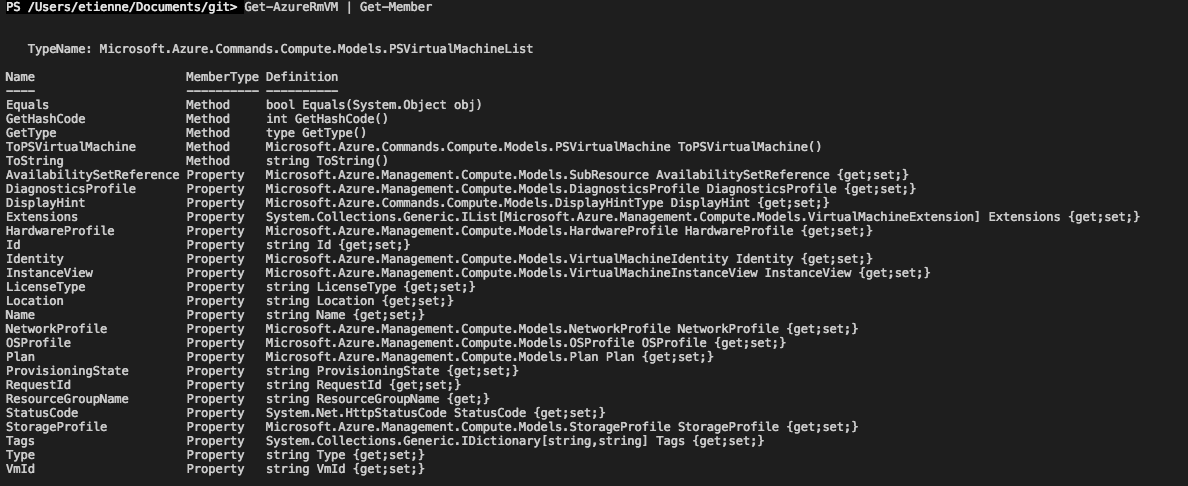 PS /Users/etienne/Documents/git> Get-AzureRmVM | Get-Member
TypeName: Microsoft.Azure.Commands.Compute.Models.PSVirtualMachineList
Name MemberType Definition
---- ---------- ----------
Equals Method bool Equals(System.Object obj)
GetHashCode Method int GetHashCode()
GetType Method type GetType()
ToPSVirtualMachine Method Microsoft.Azure.Commands.Compute.Models.PSVirtualMachine ToPSVirtualMachine()
ToString Method string ToString()
AvailabilitySetReference Property Microsoft.Azure.Management.Compute.Models.SubResource AvailabilitySetReference {get;set;}
DiagnosticsProfile Property Microsoft.Azure.Management.Compute.Models.DiagnosticsProfile DiagnosticsProfile {get;set;}
DisplayHint Property Microsoft.Azure.Commands.Compute.Models.DisplayHintType DisplayHint {get;set;}
Extensions Property System.Collections.Generic.IList[Microsoft.Azure.Management.Compute.Models.VirtualMachineExtension] Extensions {get;set;}
HardwareProfile Property Microsoft.Azure.Management.Compute.Models.HardwareProfile HardwareProfile {get;set;}
Id Property string Id {get;set;}
Identity Property Microsoft.Azure.Management.Compute.Models.VirtualMachineIdentity Identity {get;set;}
InstanceView Property Microsoft.Azure.Management.Compute.Models.VirtualMachineInstanceView InstanceView {get;set;}
LicenseType Property string LicenseType {get;set;}
Location Property string Location {get;set;}
Name Property string Name {get;set;}
NetworkProfile Property Microsoft.Azure.Management.Compute.Models.NetworkProfile NetworkProfile {get;set;}
OSProfile Property Microsoft.Azure.Management.Compute.Models.OSProfile OSProfile {get;set;}
Plan Property Microsoft.Azure.Management.Compute.Models.Plan Plan {get;set;}
ProvisioningState Property string ProvisioningState {get;set;}
RequestId Property string RequestId {get;set;}
ResourceGroupName Property string ResourceGroupName {get;}
StatusCode Property System.Net.HttpStatusCode StatusCode {get;set;}
StorageProfile Property Microsoft.Azure.Management.Compute.Models.StorageProfile StorageProfile {get;set;}
Tags Property System.Collections.Generic.IDictionary[string,string] Tags {get;set;}
Type Property string Type {get;set;}
VmId Property string VmId {get;set;}